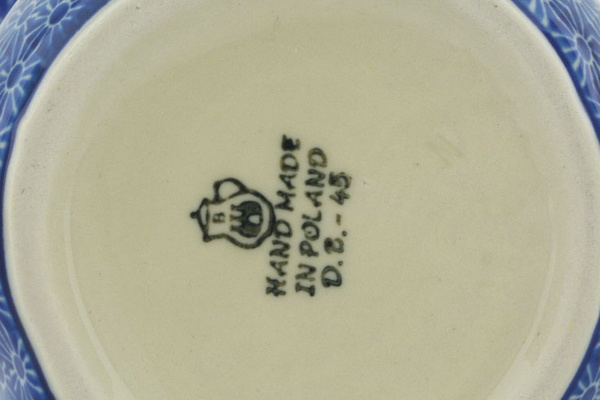 B
HAND MADE
IN POLAND
D.B.-45